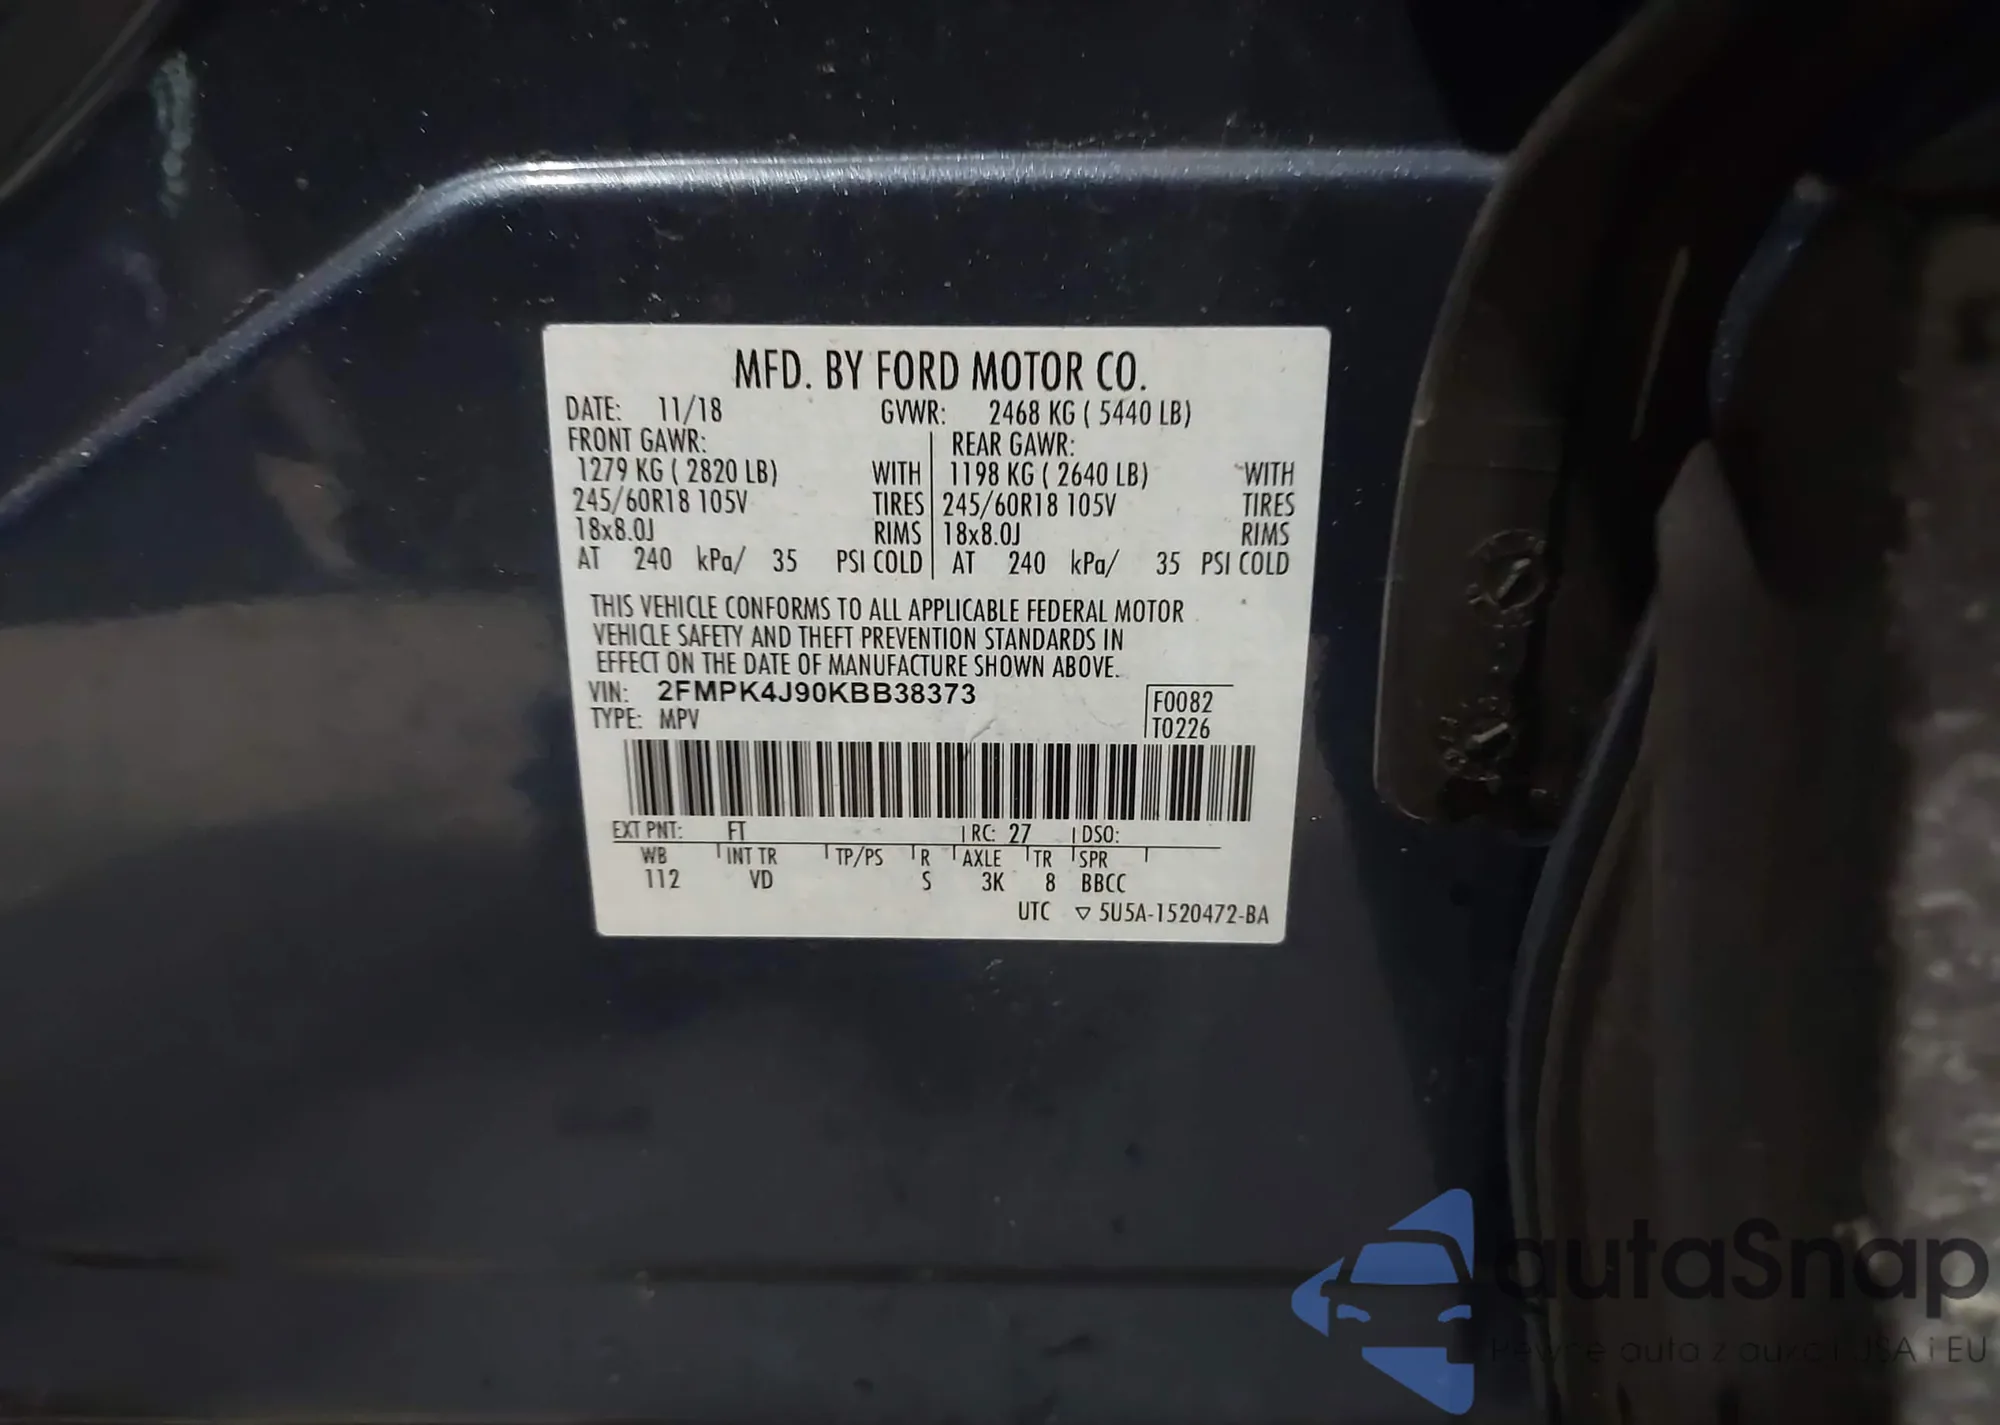 MFD. BY FORD MOTOR CO.
DATE: 11/18 GVWR: 2468 KG ( 5440 LB)
FRONT GAWR: REAR GAWR:
1279 KG ( 2820 LB) WITH 1198 KG ( 2640 LB) WITH
245/60R18 105V TIRES 245/60R18 105V TIRES
18x8.0J RIMS 18x8.0J RIMS
AT 240 kPa/ 35 PSI COLD AT 240 kPa/ 35 PSI COLD
THIS VEHICLE CONFORMS TO ALL APPLICABLE FEDERAL MOTOR
VEHICLE SAFETY AND THEFT PREVENTION STANDARDS IN
EFFECT ON THE DATE OF MANUFACTURE SHOWN ABOVE.
VIN: 2FMPK4J90KBB38373 F0082
TYPE: MPV T0226
EXT PNT: FT RC: 27 DSO:
WB INT TR TP/PS R AXLE TR SPR
112 VD S 3K 8 BBCC
UTC ▽ 5U5A-1520472-BA
autaSnap
Pewne auta z aukcji USA i EU